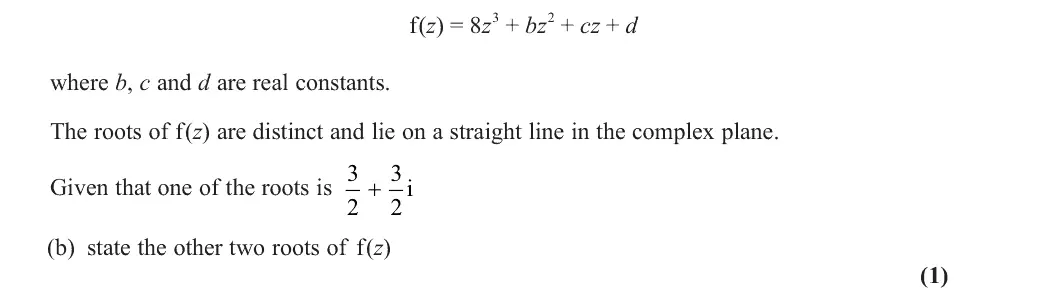 f(z) = 8z³ + bz² + cz + d
where b, c and d are real constants.
The roots of f(z) are distinct and lie on a straight line in the complex plane.
Given that one of the roots is 3/2 + 3/2 i
(b) state the other two roots of f(z)
(1)